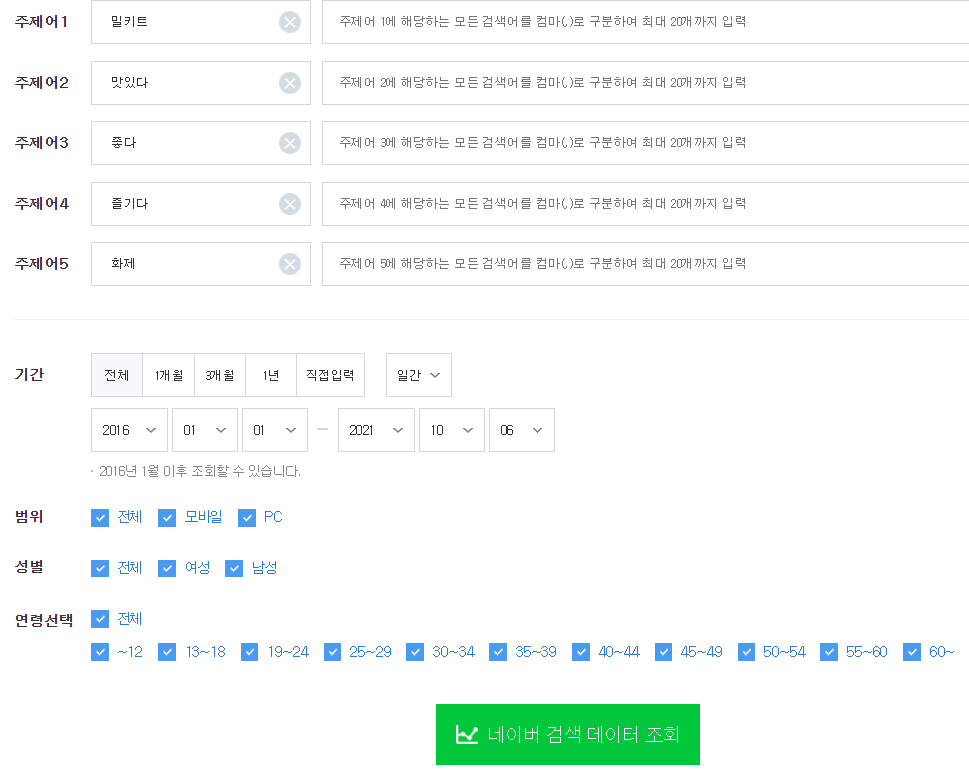 주제어1 밀키트 주제어 1에 해당하는 모든 검색어를 컴마(,)로 구분하여 최대 20개까지 입력
주제어2 맛있다 주제어 2에 해당하는 모든 검색어를 컴마(,)로 구분하여 최대 20개까지 입력
주제어3 좋다 주제어 3에 해당하는 모든 검색어를 컴마(,)로 구분하여 최대 20개까지 입력
주제어4 즐기다 주제어 4에 해당하는 모든 검색어를 컴마(,)로 구분하여 최대 20개까지 입력
주제어5 화제 주제어 5에 해당하는 모든 검색어를 컴마(,)로 구분하여 최대 20개까지 입력
기간 전체 1개월 3개월 1년 직접입력 일간
2016 01 01 — 2021 10 06
· 2016년 1월 이후 조회할 수 있습니다.
범위 전체 모바일 PC
성별 전체 여성 남성
연령선택 전체
~12 13~18 19~24 25~29 30~34 35~39 40~44 45~49 50~54 55~60 60~
네이버 검색 데이터 조회